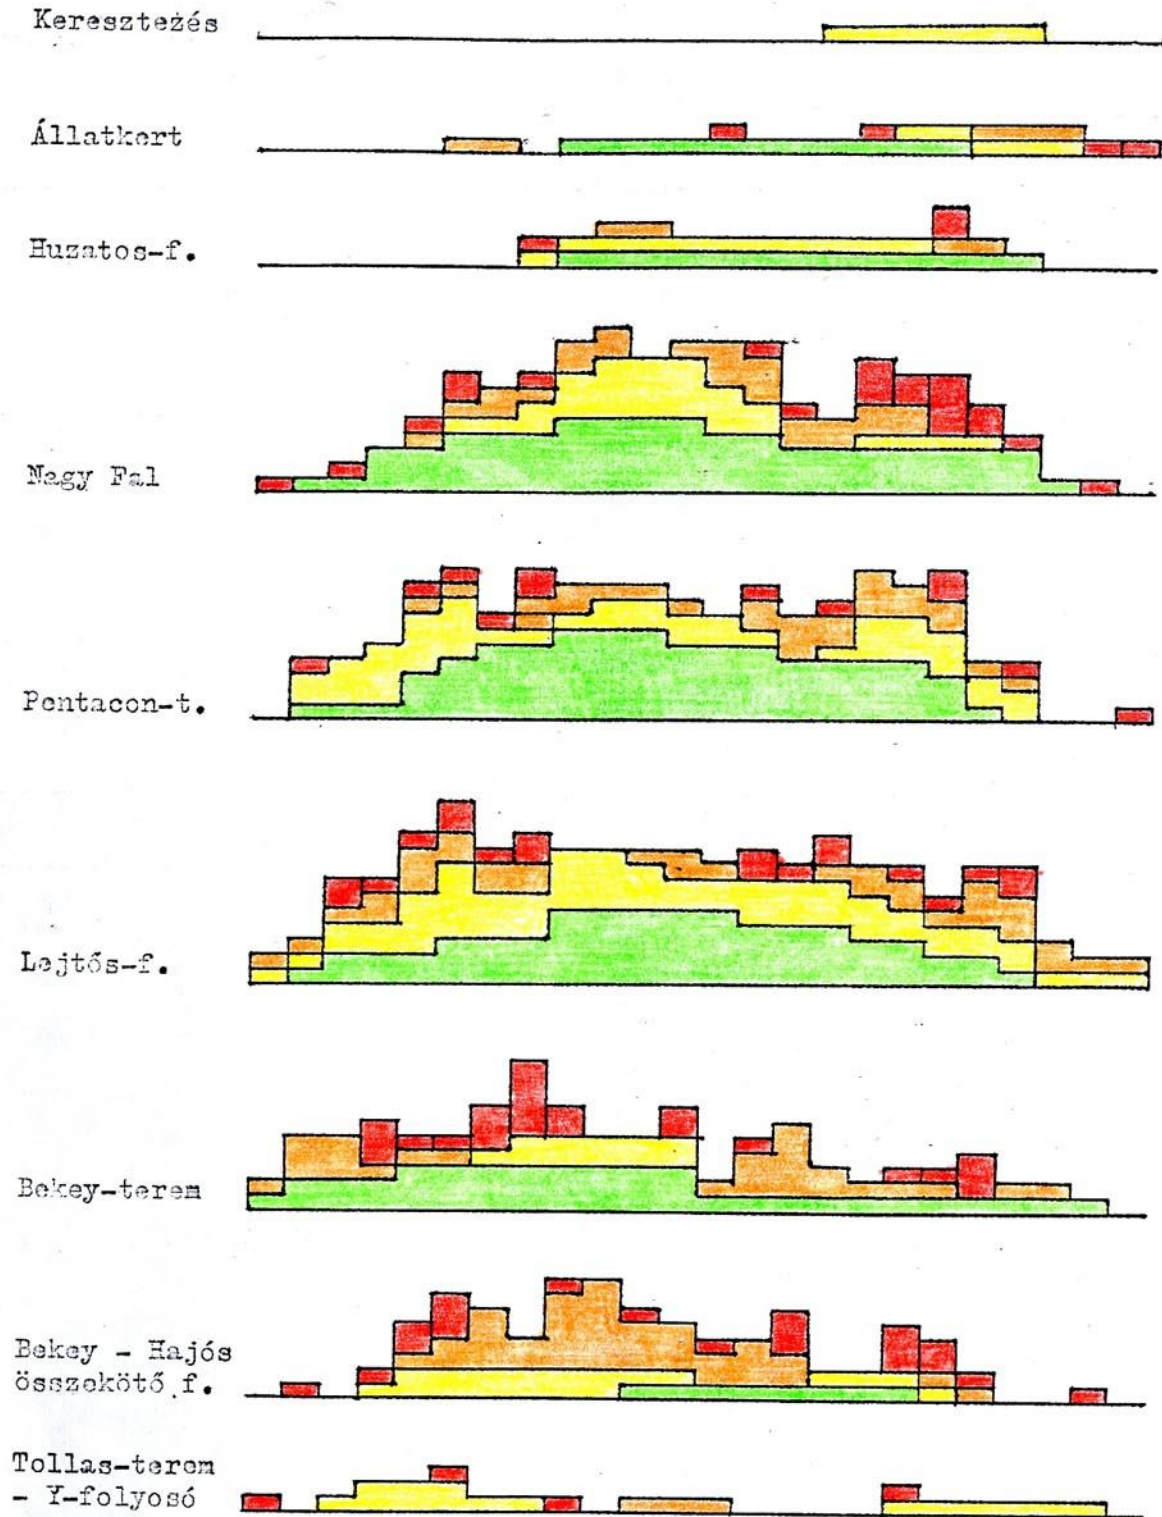 Keresztezés
Állatkert
Huzatos-f.
Nagy Fal
Pentacon-t.
Lejtős-f.
Bekey-terem
Bekey - Hajós
összekötő f.
Tollas-terem
- Y-folyosó